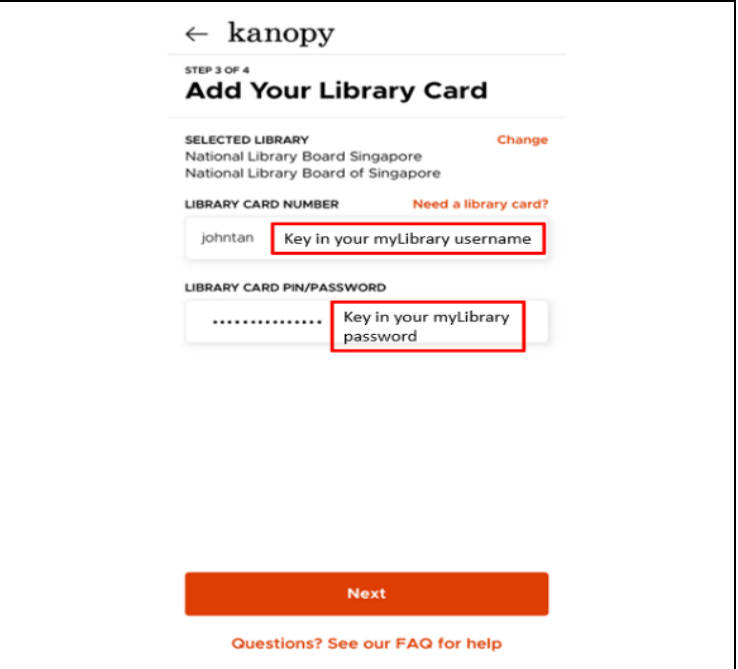 ← kanopy
STEP 3 OF 4
Add Your Library Card
SELECTED LIBRARY Change
National Library Board Singapore
National Library Board of Singapore
LIBRARY CARD NUMBER Need a library card?
johntan Key in your myLibrary username
LIBRARY CARD PIN/PASSWORD
••••••••••••••• Key in your myLibrary
password
Next
Questions? See our FAQ for help